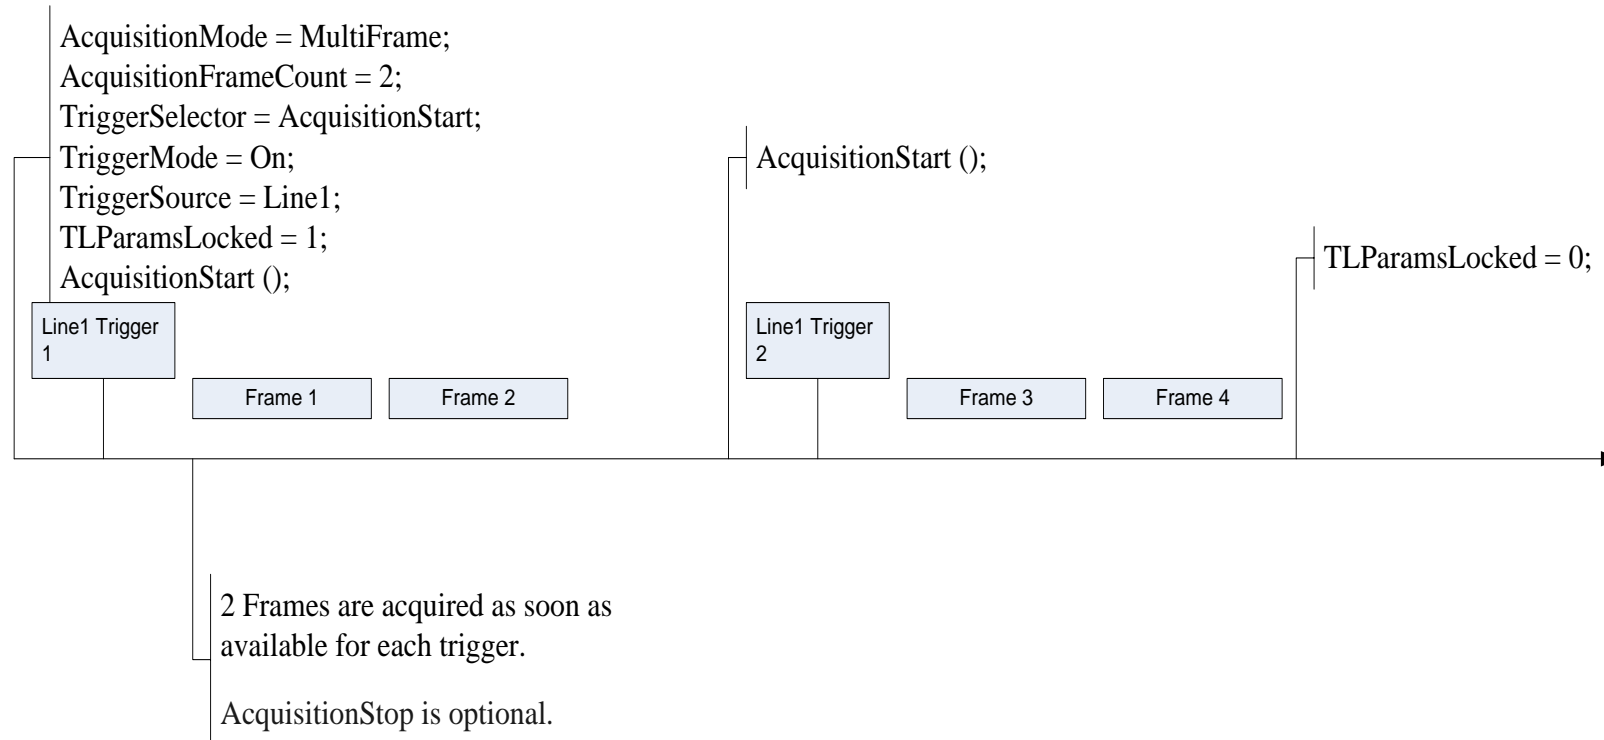 AcquisitionMode = MultiFrame;
AcquisitionFrameCount = 2;
TriggerSelector = AcquisitionStart;
TriggerMode = On;
TriggerSource = Line1;
TLParamsLocked = 1;
AcquisitionStart ();
AcquisitionStart ();
TLParamsLocked = 0;
Line1 Trigger
1
Line1 Trigger
2
Frame 1
Frame 2
Frame 3
Frame 4
2 Frames are acquired as soon as
available for each trigger.
AcquisitionStop is optional.